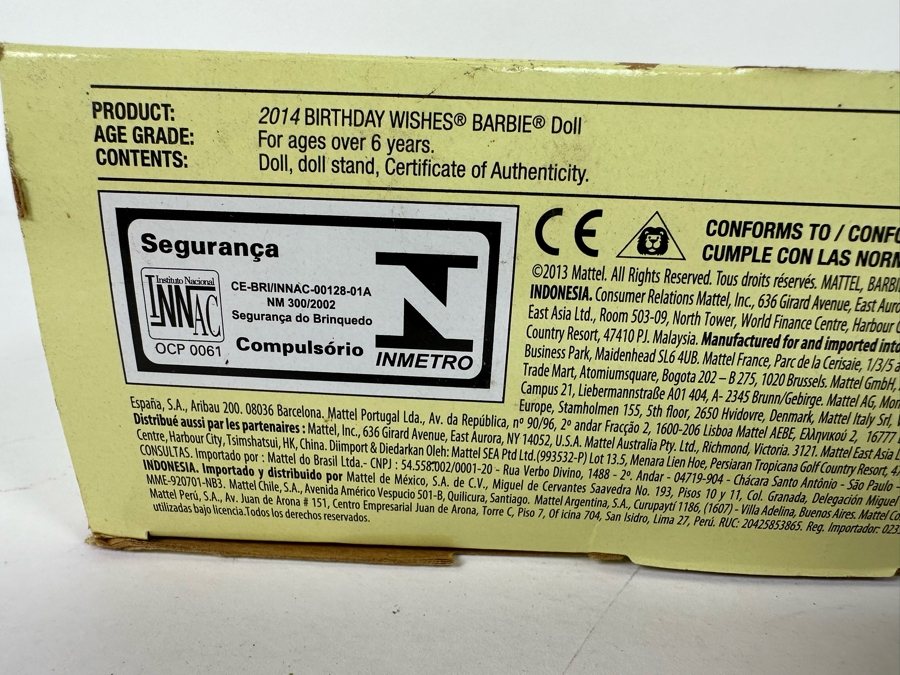 PRODUCT: 2014 BIRTHDAY WISHES® BARBIE® Doll
AGE GRADE: For ages over 6 years.
CONTENTS: Doll, doll stand, Certificate of Authenticity.
Segurança
Instituto Nacional
INNAC
OCP 0061
CE-BRI/INNAC-00128-01A
NM 300/2002
Segurança do Brinquedo
Compulsório
INMETRO
CE
CONFORMS TO / CONFO
CUMPLE CON LAS NORM
©2013 Mattel. All Rights Reserved. Tous droits réservés. MATTEL, BARBI
INDONESIA. Consumer Relations Mattel, Inc., 636 Girard Avenue, East Auro
East Asia Ltd., Room 503-09, North Tower, World Finance Centre, Harbour C
Country Resort, 47410 PJ. Malaysia. Manufactured for and imported into
Business Park, Maidenhead SL6 4UB. Mattel France, Parc de la Cerisaie, 1/3/5 a
Trade Mart, Atomiumsquare, Bogota 202 – B 275, 1020 Brussels. Mattel GmbH,
Campus 21, Liebermannstraße A01 404, A- 2345 Brunn/Gebirge. Mattel AG, Mon
Europe, Stamholmen 155, 5th floor, 2650 Hvidovre, Denmark, Mattel Italy Srl, V
España, S.A., Aribau 200. 08036 Barcelona. Mattel Portugal Lda., Av. da República, nº 90/96, 2º andar Fracção 2, 1600-206 Lisboa Mattel AEBE, Ελληνικού 2, 16777
Distribué aussi par les partenaires : Mattel, Inc., 636 Girard Avenue, East Aurora, NY 14052, U.S.A. Mattel Australia Pty. Ltd., Richmond, Victoria. 3121. Mattel East Asia L
Centre, Harbour City, Tsimshatsui, HK, China. Diimport & Diedarkan Oleh: Mattel SEA Ptd Ltd.(993532-P) Lot 13.5, Menara Lien Hoe, Persiaran Tropicana Golf Country Resort, 4
CONSULTAS. Importado por : Mattel do Brasil Ltda.- CNPJ : 54.558.002/0001-20 - Rua Verbo Divino, 1488 - 2º. Andar - 04719-904 - Chácara Santo Antônio - São Paulo -
INDONESIA. Importado y distribuido por Mattel de México, S.A. de C.V., Miguel de Cervantes Saavedra No. 193, Pisos 10 y 11, Col. Granada, Delegación Miguel
MME-920701-NB3. Mattel Chile, S.A., Avenida Américo Vespucio 501-B, Quilicura, Santiago. Mattel Argentina, S.A., Curupaytí 1186, (1607) - Villa Adelina, Buenos Aires. Mattel Co
Mattel Perú, S.A., Av. Juan de Arona # 151, Centro Empresarial Juan de Arona, Torre C, Piso 7, Of icina 704, San Isidro, Lima 27, Perú. RUC: 20425853865. Reg. Importador: 023
utilizadas bajo licencia.Todos los derechos reservados.